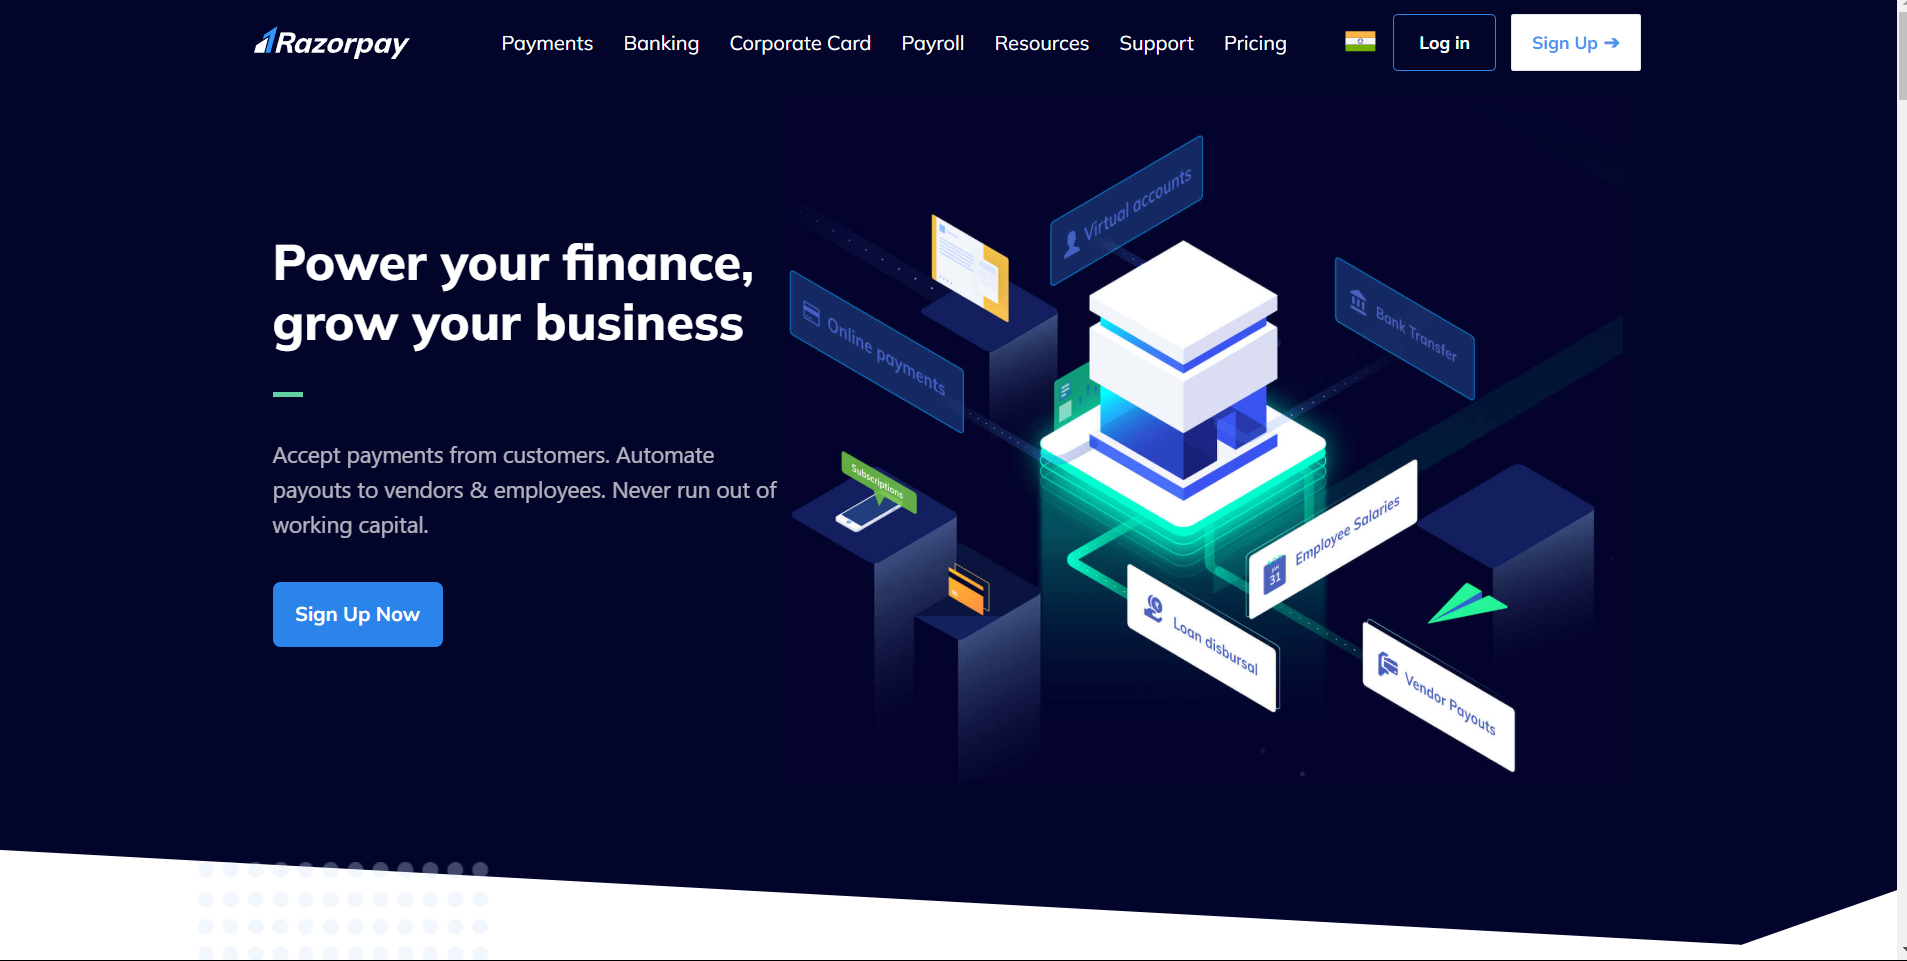 Razorpay
Payments
Banking
Corporate Card
Payroll
Resources
Support
Pricing
Log in
Sign Up ➔
Power your finance,
grow your business
Accept payments from customers. Automate
payouts to vendors & employees. Never run out of
working capital.
Sign Up Now
Virtual accounts
Online payments
Bank Transfer
Subscriptions
Employee Salaries
JAN
31
Loan disbursal
Vendor Payouts